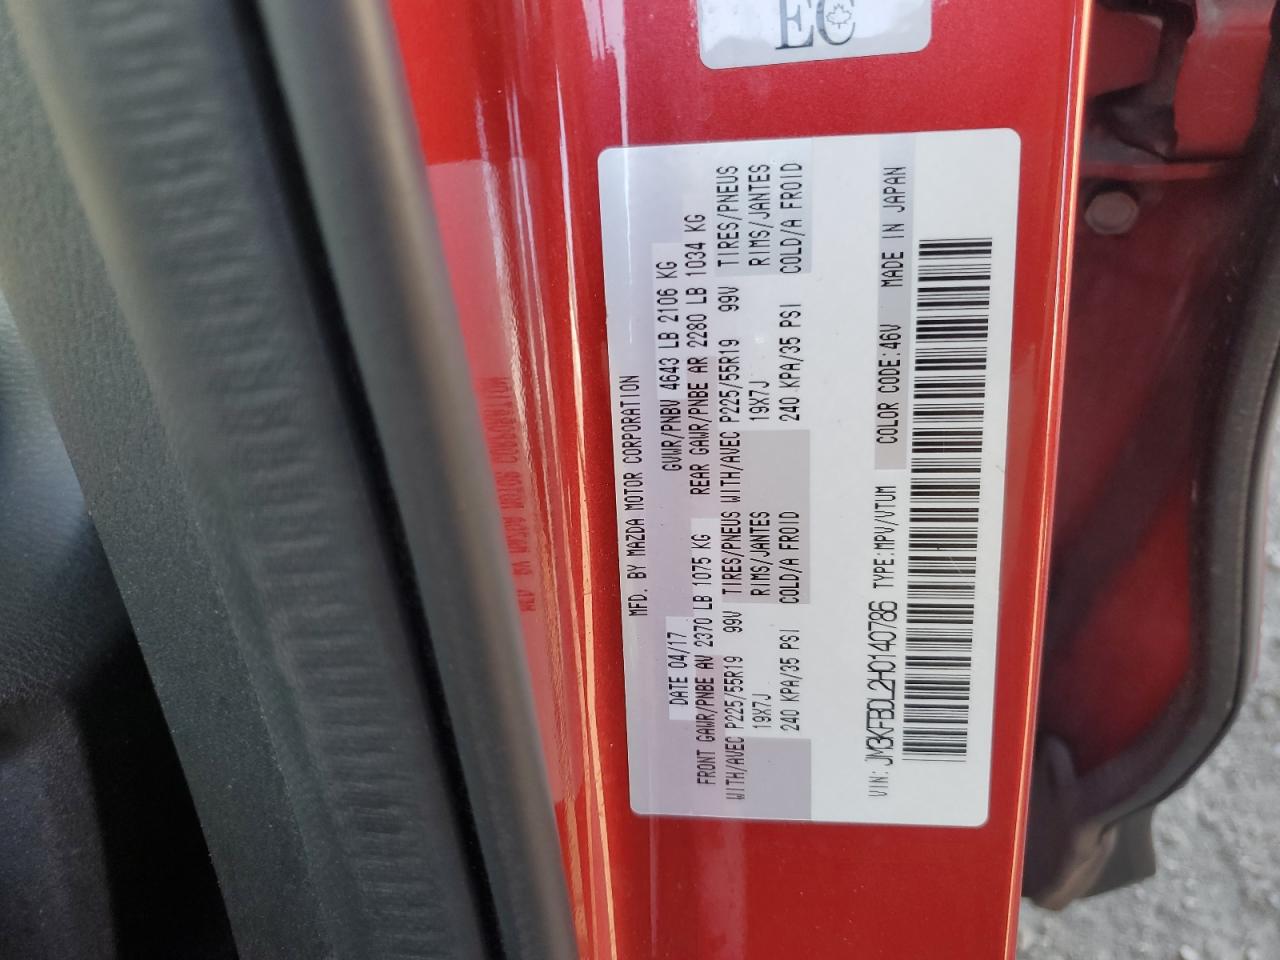 EC
MFD. BY MAZDA MOTOR CORPORATION
DATE 04/17 GVWR/PNBV 4643 LB 2106 KG
FRONT GAWR/PNBE AV 2370 LB 1075 KG REAR GAWR/PNBE AR 2280 LB 1034 KG
WITH/AVEC P225/55R19 99V TIRES/PNEUS WITH/AVEC P225/55R19 99V TIRES/PNEUS
19X7J RIMS/JANTES 19X7J RIMS/JANTES
240 KPA/35 PSI COLD/A FROID 240 KPA/35 PSI COLD/A FROID
VIN: JM3KFBDL2H0140786 TYPE:MPV/VTUM COLOR CODE:46V MADE IN JAPAN